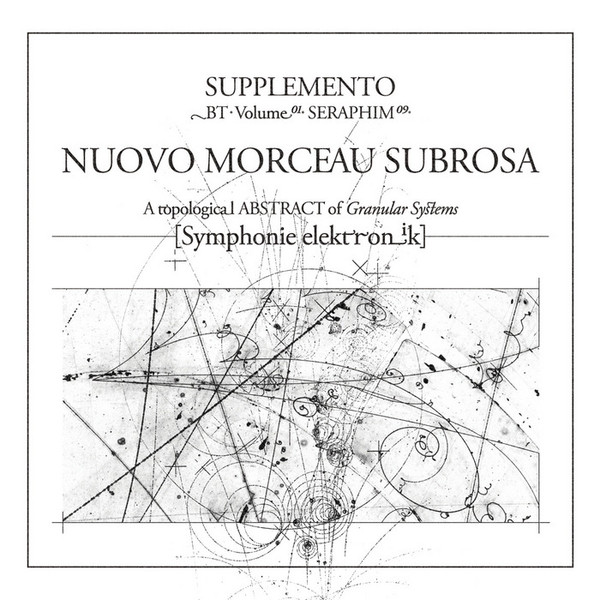 SUPPLEMENTO
BT · Volume 01. SERAPHIM 09.
NUOVO MORCEAU SUBROSA
A topological ABSTRACT of Granular Systems
[Symphonie elektron_ik]